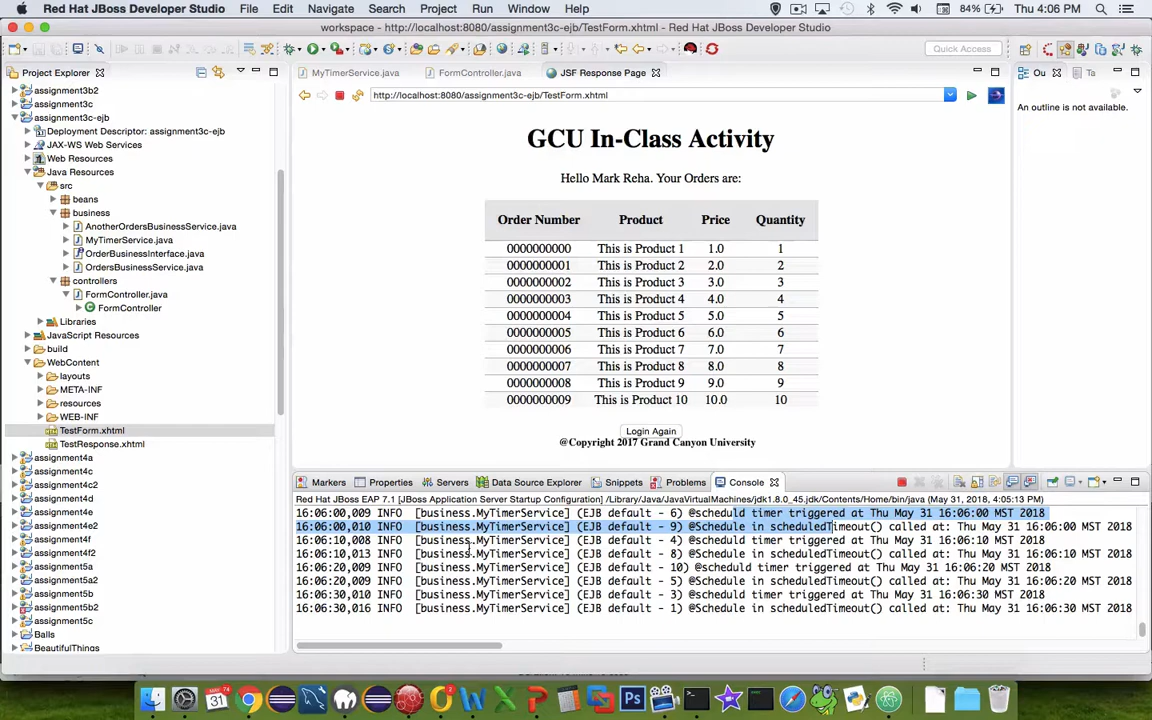 Red Hat JBoss Developer Studio File Edit Navigate Search Project Run Window Help 84% Thu 4:06 PM
workspace - http://localhost:8080/assignment3c-ejb/TestForm.xhtml - Red Hat JBoss Developer Studio
Quick Access
Project Explorer
MyTimerService.java FormController.java JSF Response Page Ou Ta
http://localhost:8080/assignment3c-ejb/TestForm.xhtml
An outline is not available.
assignment3b2
assignment3c
assignment3c-ejb
Deployment Descriptor: assignment3c-ejb
JAX-WS Web Services
Web Resources
Java Resources
src
beans
business
AnotherOrdersBusinessService.java
MyTimerService.java
OrderBusinessInterface.java
OrdersBusinessService.java
controllers
FormController.java
FormController
Libraries
JavaScript Resources
build
WebContent
layouts
META-INF
resources
WEB-INF
TestForm.xhtml
TestResponse.xhtml
assignment4a
assignment4c
assignment4c2
assignment4d
assignment4e
assignment4e2
assignment4f
assignment4f2
assignment5a
assignment5a2
assignment5b
assignment5b2
assignment5c
Balls
BeautifulThings
GCU In-Class Activity
Hello Mark Reha. Your Orders are:
Order Number Product Price Quantity
0000000000 This is Product 1 1.0 1
0000000001 This is Product 2 2.0 2
0000000002 This is Product 3 3.0 3
0000000003 This is Product 4 4.0 4
0000000004 This is Product 5 5.0 5
0000000005 This is Product 6 6.0 6
0000000006 This is Product 7 7.0 7
0000000007 This is Product 8 8.0 8
0000000008 This is Product 9 9.0 9
0000000009 This is Product 10 10.0 10
Login Again
@Copyright 2017 Grand Canyon University
Markers Properties Servers Data Source Explorer Snippets Problems Console
Red Hat JBoss EAP 7.1 [JBoss Application Server Startup Configuration] /Library/Java/JavaVirtualMachines/jdk1.8.0_45.jdk/Contents/Home/bin/java (May 31, 2018, 4:05:13 PM)
16:06:00,009 INFO [business.MyTimerService] (EJB default - 6) @scheduld timer triggered at Thu May 31 16:06:00 MST 2018
16:06:00,010 INFO [business.MyTimerService] (EJB default - 9) @Schedule in scheduledTimeout() called at: Thu May 31 16:06:00 MST 2018
16:06:10,008 INFO [business.MyTimerService] (EJB default - 4) @scheduld timer triggered at Thu May 31 16:06:10 MST 2018
16:06:10,013 INFO [business.MyTimerService] (EJB default - 8) @Schedule in scheduledTimeout() called at: Thu May 31 16:06:10 MST 2018
16:06:20,009 INFO [business.MyTimerService] (EJB default - 10) @scheduld timer triggered at Thu May 31 16:06:20 MST 2018
16:06:20,009 INFO [business.MyTimerService] (EJB default - 5) @Schedule in scheduledTimeout() called at: Thu May 31 16:06:20 MST 2018
16:06:30,010 INFO [business.MyTimerService] (EJB default - 3) @scheduld timer triggered at Thu May 31 16:06:30 MST 2018
16:06:30,016 INFO [business.MyTimerService] (EJB default - 1) @Schedule in scheduledTimeout() called at: Thu May 31 16:06:30 MST 2018